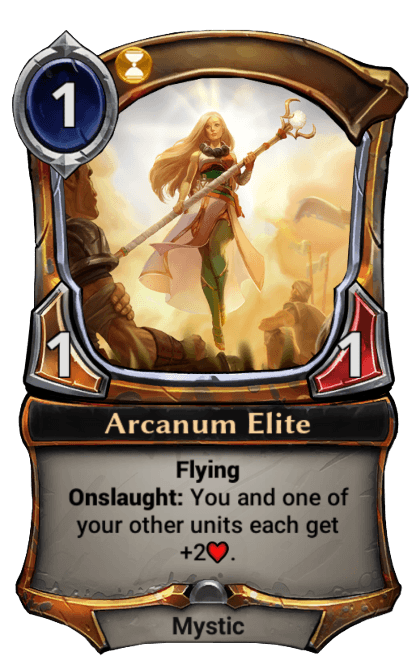 1
1
1
Arcanum Elite
Flying
Onslaught: You and one of
your other units each get
+2♥.
Mystic